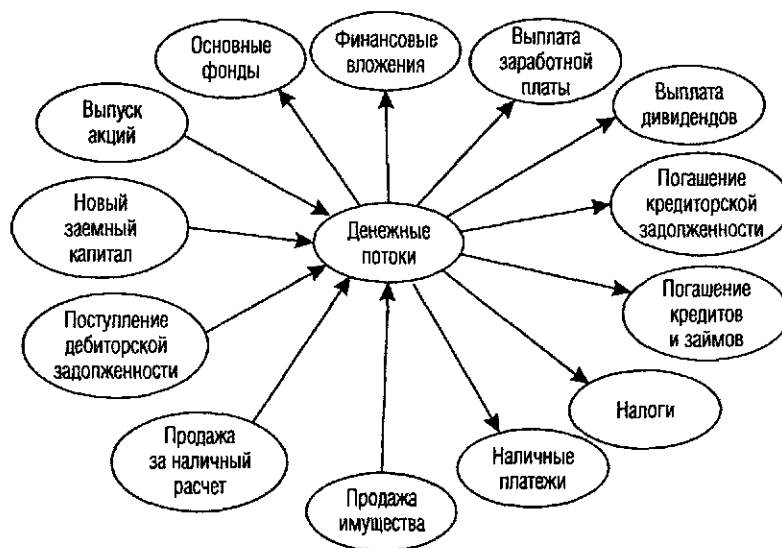 Основные
фонды
Финансовые
вложения
Выплата
заработной
платы
Выплата
дивидендов
Выпуск
акций
Погашение
кредиторской
задолженности
Новый
заемный
капитал
Денежные
потоки
Погашение
кредитов
и займов
Поступление
дебиторской
задолженности
Налоги
Продажа
за наличный
расчет
Наличные
платежи
Продажа
имущества